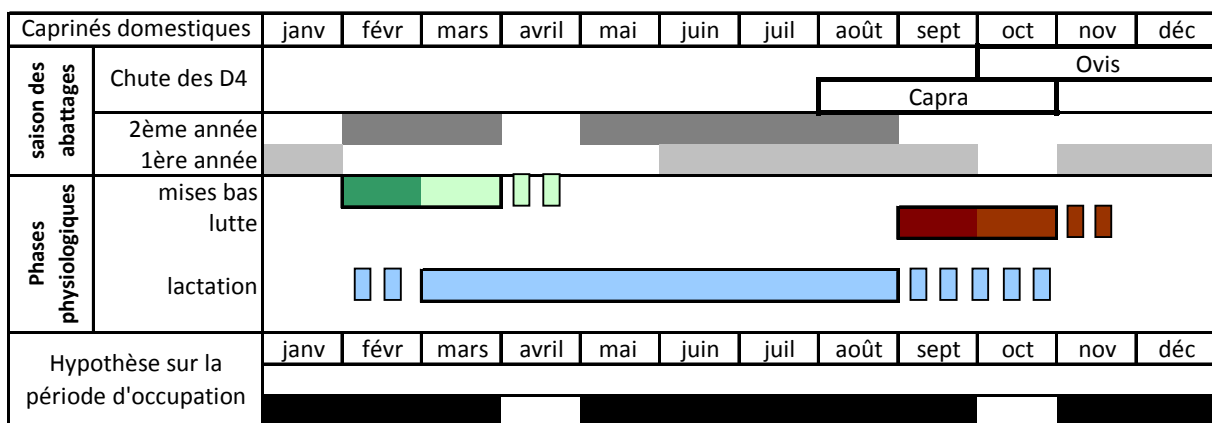 Caprinés domestiques janv févr mars avril mai juin juil août sept oct nov déc
saison des
abattages
Chute des D4
Ovis
Capra
2ème année
1ère année
Phases
physiologiques
mises bas
lutte
lactation
Hypothèse sur la
période d'occupation
janv févr mars avril mai juin juil août sept oct nov déc